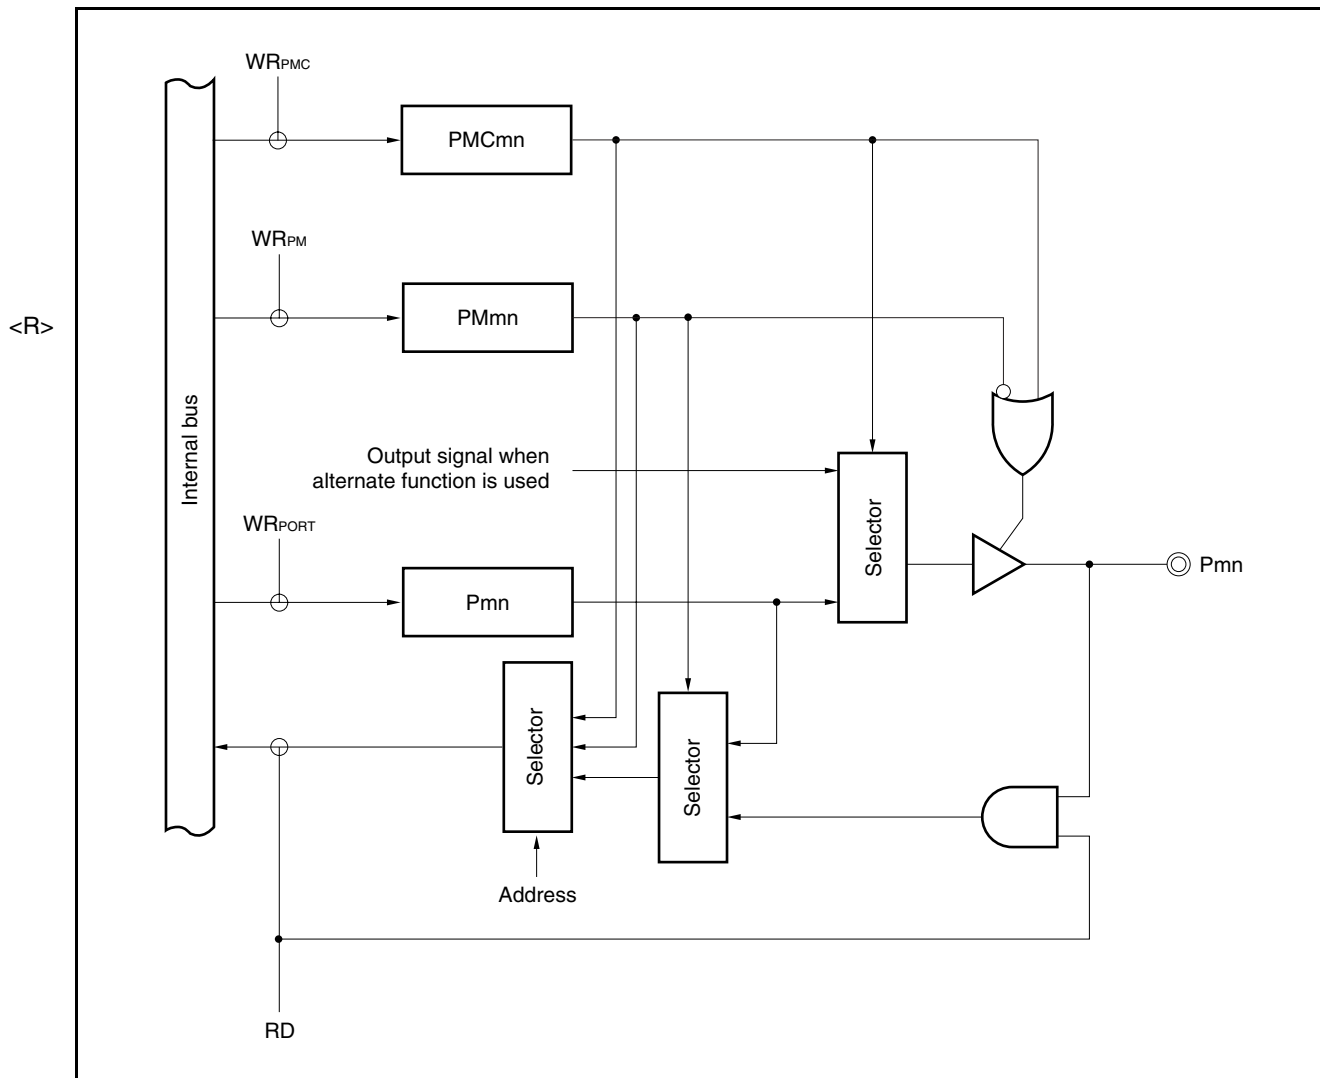 WRPMC
PMCmn
WRPM
PMmn
<R>
Internal bus
Output signal when
alternate function is used
Selector
WRPORT
Pmn
Pmn
Selector
Selector
Address
RD